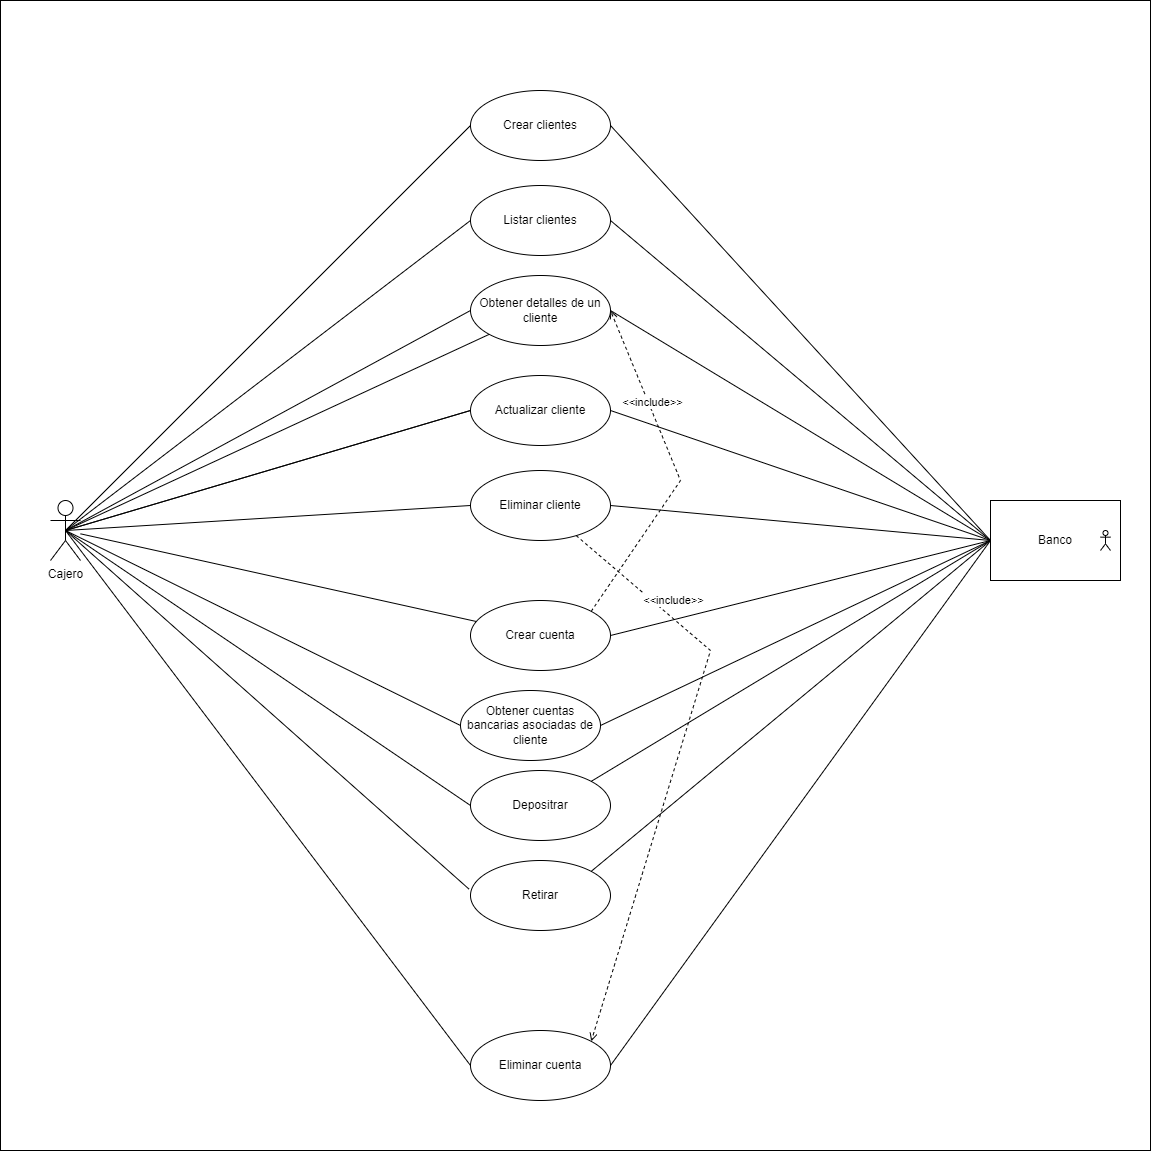 Crear clientes
Listar clientes
Obtener detalles de un
cliente
<<include>>
Actualizar cliente
Eliminar cliente
Banco
Cajero
<<include>>
Crear cuenta
Obtener cuentas
bancarias asociadas de
cliente
Depositrar
Retirar
Eliminar cuenta